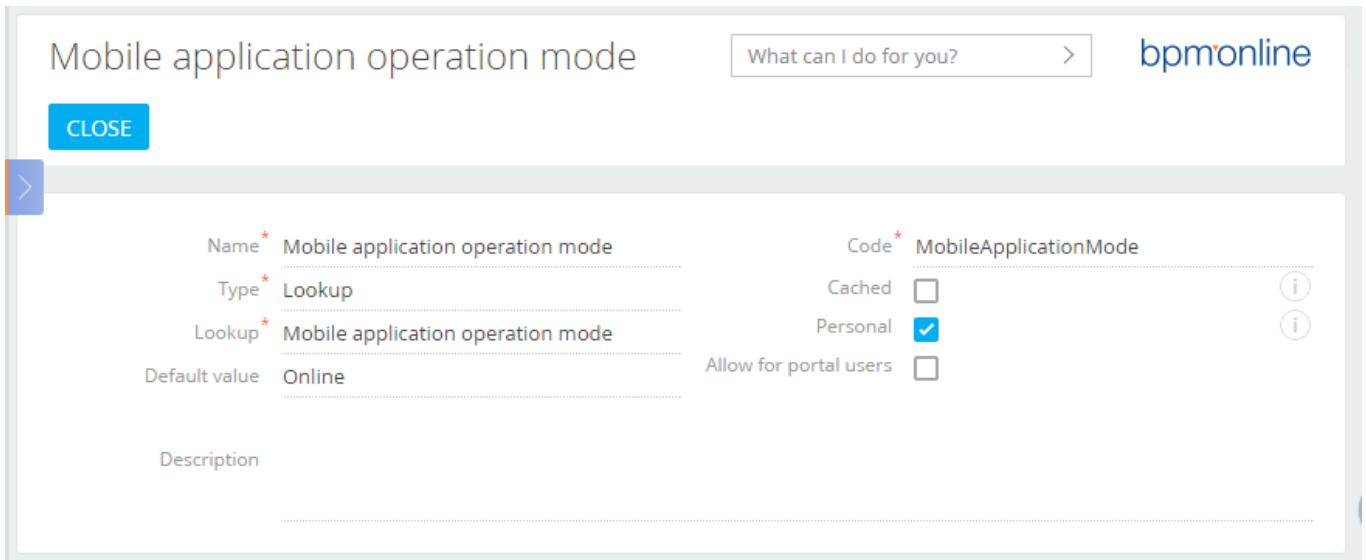 Mobile application operation mode
What can I do for you?
bpm'online
CLOSE
Name* Mobile application operation mode
Code* MobileApplicationMode
Type* Lookup
Cached
Lookup* Mobile application operation mode
Personal
Default value Online
Allow for portal users
Description